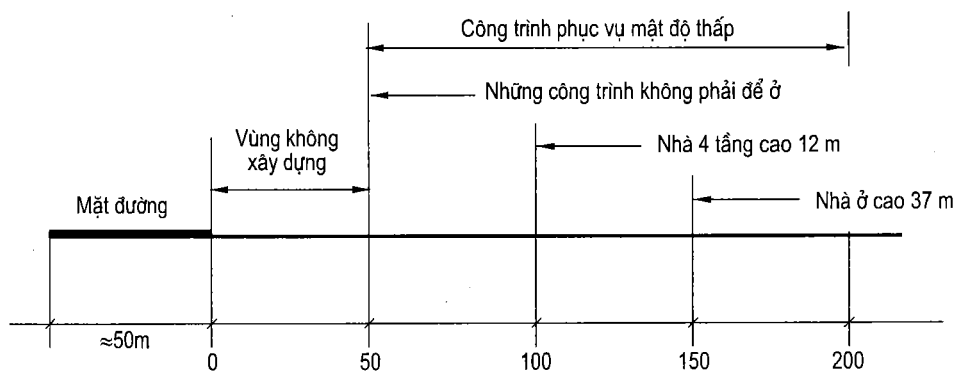 Công trình phục vụ mật độ thấp
Những công trình không phải để ở
Vùng không
xây dựng
Nhà 4 tầng cao 12 m
Mặt đường
Nhà ở cao 37 m
≈50m
0
50
100
150
200